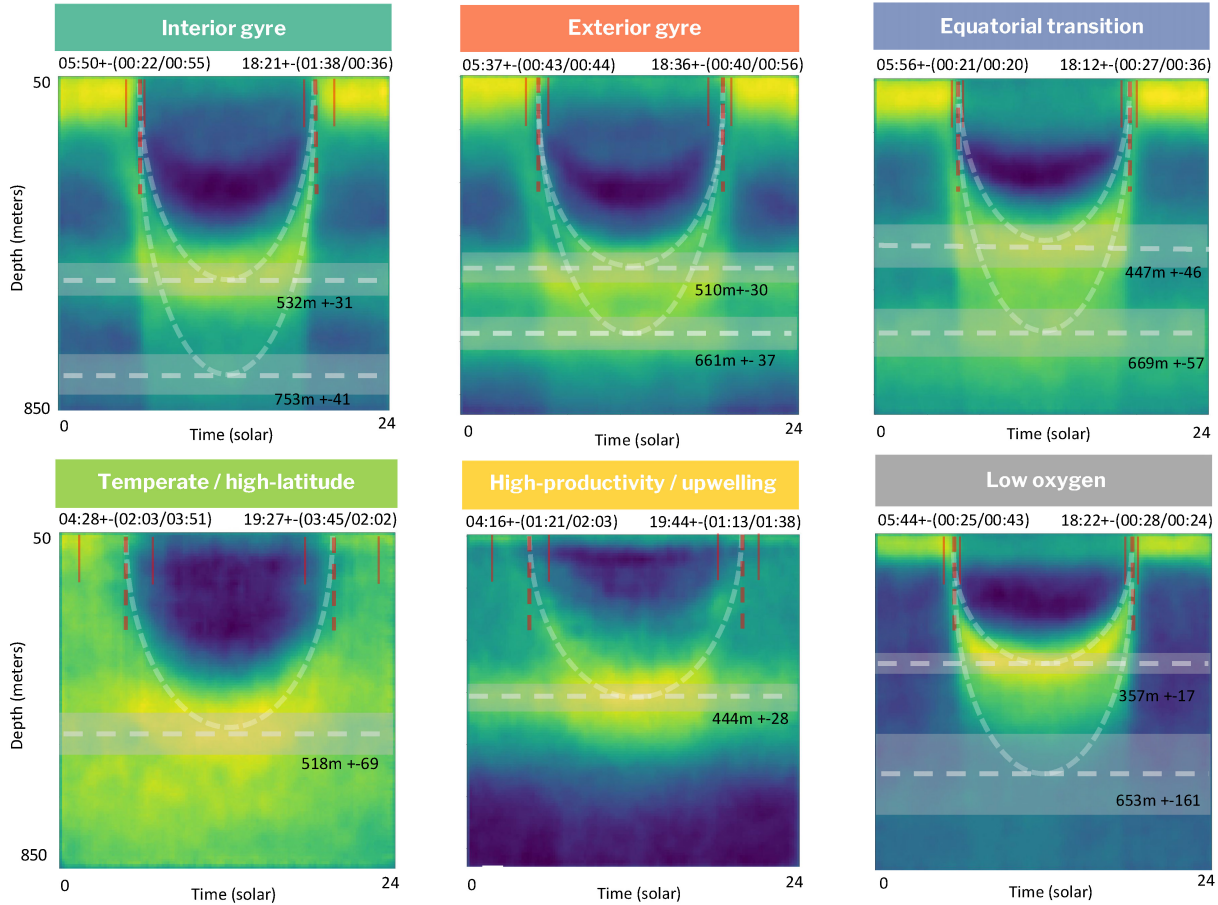 Interior gyre
Exterior gyre
Equatorial transition
05:50+-(00:22/00:55) 18:21+-(01:38/00:36)
05:37+-(00:43/00:44) 18:36+-(00:40/00:56)
05:56+-(00:21/00:20) 18:12+-(00:27/00:36)
50
Depth (meters)
850
532m +-31
753m +-41
510m+-30
661m +- 37
447m +-46
669m +-57
0 Time (solar) 24
0 Time (solar) 24
0 Time (solar) 24
Temperate / high-latitude
High-productivity / upwelling
Low oxygen
04:28+-(02:03/03:51) 19:27+-(03:45/02:02)
04:16+-(01:21/02:03) 19:44+-(01:13/01:38)
05:44+-(00:25/00:43) 18:22+-(00:28/00:24)
50
Depth (meters)
850
518m +-69
444m +-28
357m +-17
653m +-161
0 Time (solar) 24
0 Time (solar) 24
0 Time (solar) 24